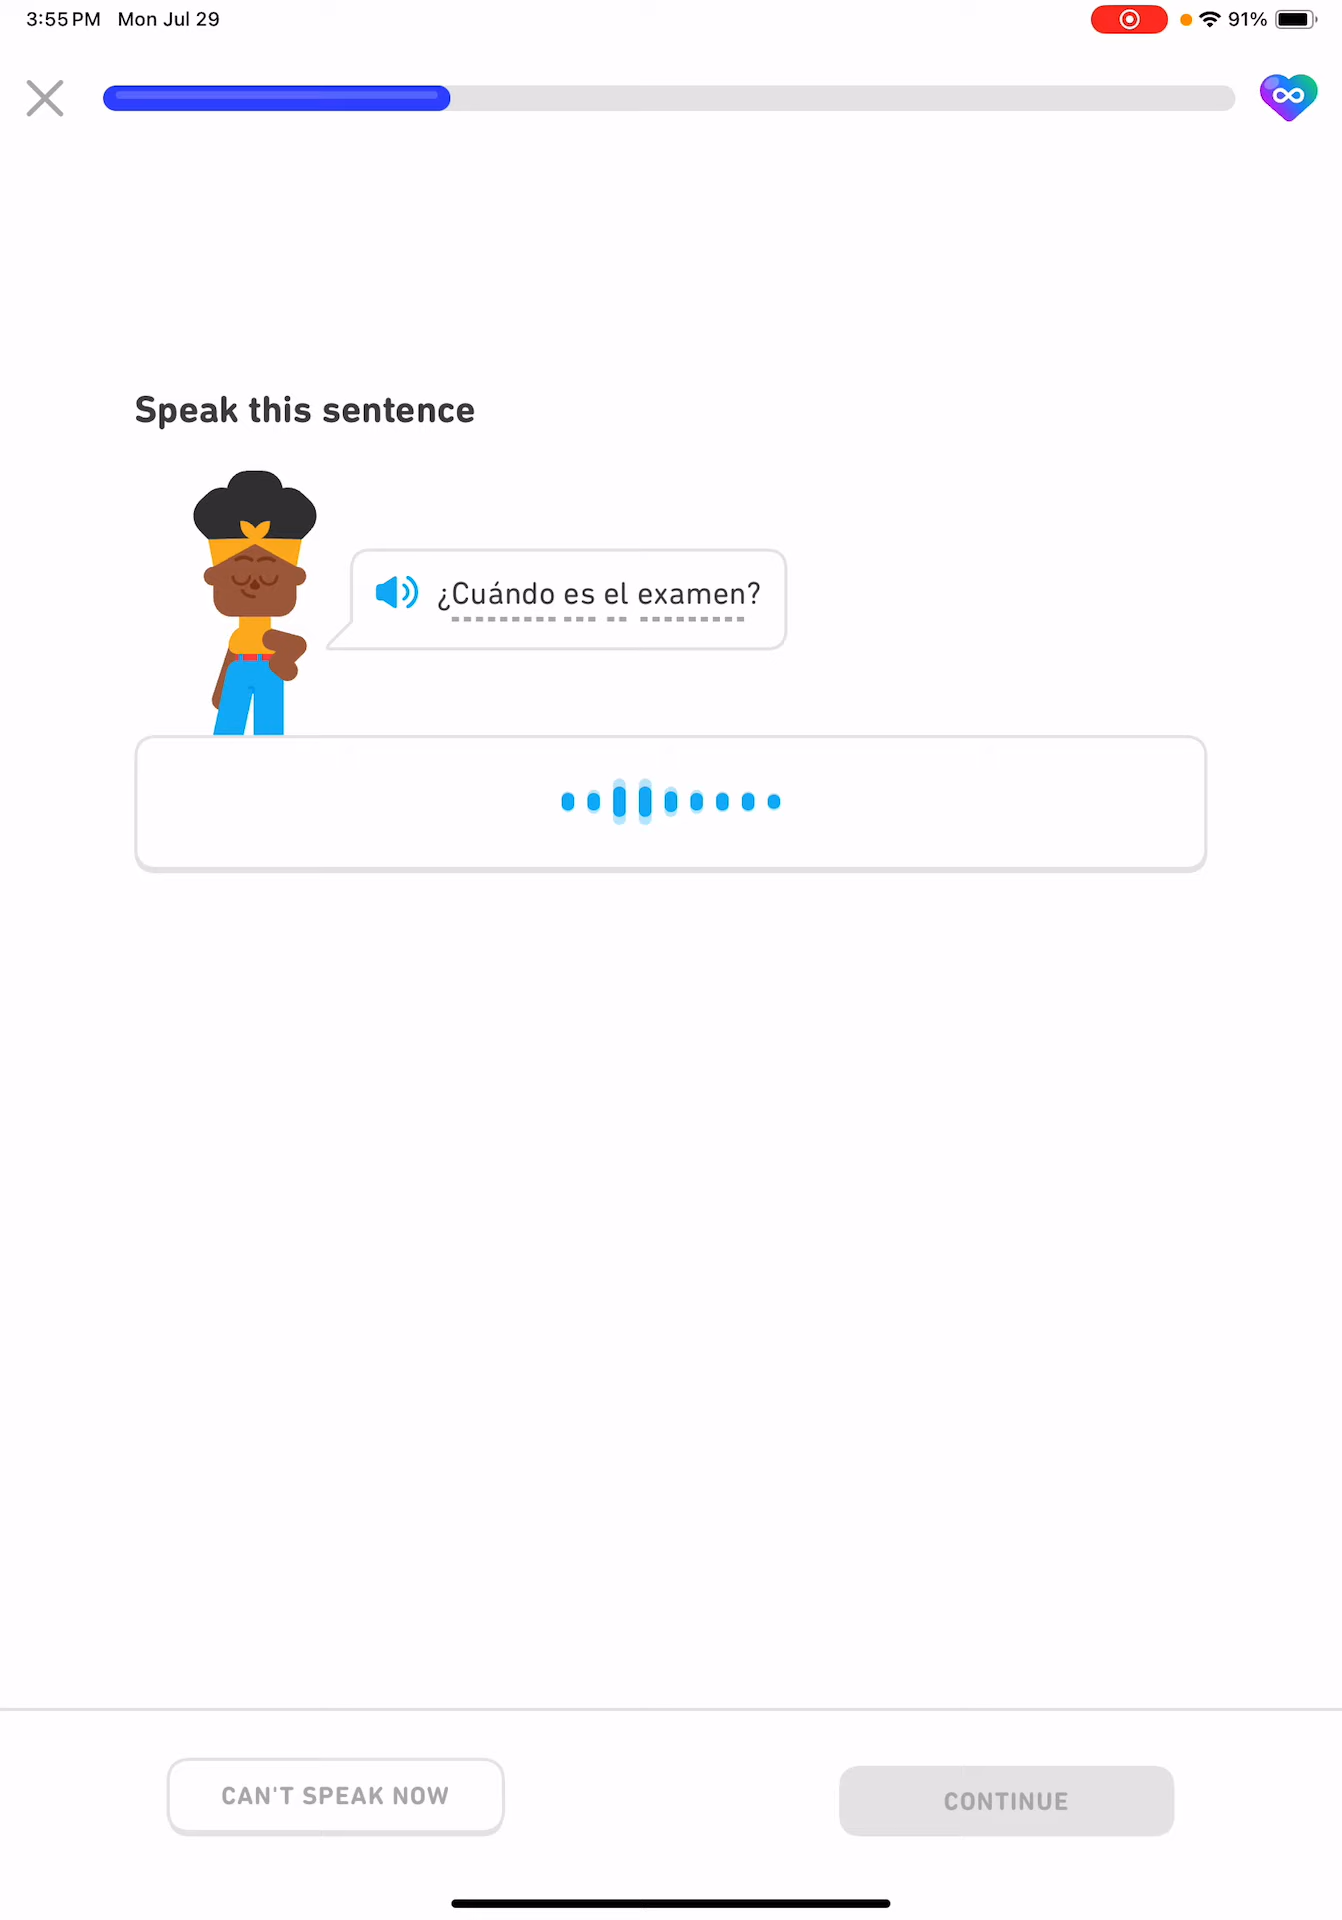 3:55 PM Mon Jul 29
91%
Speak this sentence
¿Cuándo es el examen?
CAN'T SPEAK NOW
CONTINUE